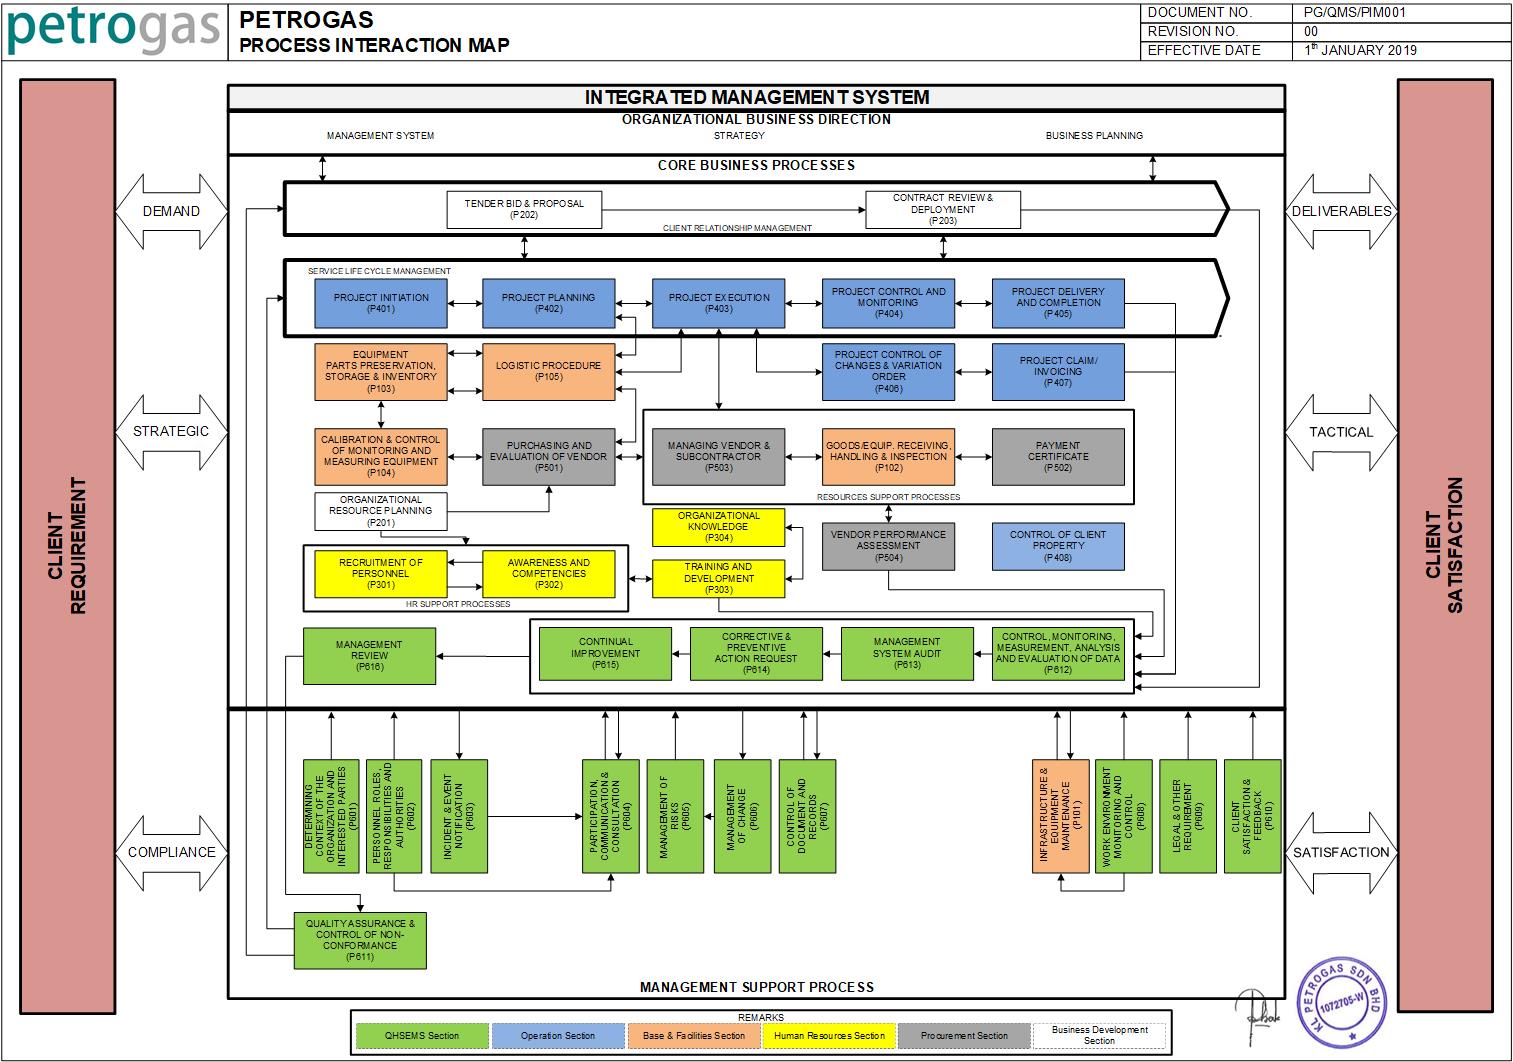 petrogas
PETROGAS
PROCESS INTERACTION MAP
DOCUMENT NO.
PG/QMS/PIM001
REVISION NO.
00
EFFECTIVE DATE
1th JANUARY 2019
INTEGRATED MANAGEMENT SYSTEM
ORGANIZATIONAL BUSINESS DIRECTION
MANAGEMENT SYSTEM
STRATEGY
BUSINESS PLANNING
CORE BUSINESS PROCESSES
TENDER BID & PROPOSAL
(P202)
CONTRACT REVIEW &
DEPLOYMENT
(P203)
CLIENT RELATIONSHIP MANAGEMENT
DEMAND
DELIVERABLES
SERVICE LIFE CYCLE MANAGEMENT
PROJECT INITIATION
(P401)
PROJECT PLANNING
(P402)
PROJECT EXECUTION
(P403)
PROJECT CONTROL AND
MONITORING
(P404)
PROJECT DELIVERY
AND COMPLETION
(P405)
EQUIPMENT
PARTS PRESERVATION,
STORAGE & INVENTORY
(P103)
LOGISTIC PROCEDURE
(P105)
PROJECT CONTROL OF
CHANGES & VARIATION
ORDER
(P406)
PROJECT CLAIM/
INVOICING
(P407)
STRATEGIC
TACTICAL
CALIBRATION & CONTROL
OF MONITORING AND
MEASURING EQUIPMENT
(P104)
PURCHASING AND
EVALUATION OF VENDOR
(P501)
MANAGING VENDOR &
SUBCONTRACTOR
(P503)
GOODS/EQUIP. RECEIVING,
HANDLING & INSPECTION
(P102)
PAYMENT
CERTIFICATE
(P502)
RESOURCES SUPPORT PROCESSES
ORGANIZATIONAL
RESOURCE PLANNING
(P201)
ORGANIZATIONAL
KNOWLEDGE
(P304)
VENDOR PERFORMANCE
ASSESSMENT
(P504)
CONTROL OF CLIENT
PROPERTY
(P408)
CLIENT
REQUIREMENT
CLIENT
SATISFACTION
RECRUITMENT OF
PERSONNEL
(P301)
AWARENESS AND
COMPETENCIES
(P302)
HR SUPPORT PROCESSES
TRAINING AND
DEVELOPMENT
(P303)
MANAGEMENT
REVIEW
(P616)
CONTINUAL
IMPROVEMENT
(P615)
CORRECTIVE &
PREVENTIVE
ACTION REQUEST
(P614)
MANAGEMENT
SYSTEM AUDIT
(P613)
CONTROL, MONITORING,
MEASUREMENT, ANALYSIS
AND EVALUATION OF DATA
(P612)
DETERMINING
CONTEXT OF THE
ORGANIZATION AND
INTERESTED PARTIES
(P601)
PERSONNEL ROLES,
RESPONSIBILITIES AND
AUTHORITIES
(P602)
INCIDENT & EVENT
NOTIFICATION
(P603)
PARTICIPATION,
COMMUNICATION &
CONSULTATION
(P604)
MANAGEMENT OF
RISKS
(P605)
MANAGEMENT
OF CHANGE
(P606)
CONTROL OF
DOCUMENT AND
RECORDS
(P607)
INFRASTRUCTURE &
EQUIPMENT
MAINTENANCE
(P101)
WORK ENVIRONMENT
MONITORING AND
CONTROL
(P608)
LEGAL & OTHER
REQUIREMENT
(P609)
CLIENT
SATISFACTION &
FEEDBACK
(P610)
COMPLIANCE
SATISFACTION
QUALITY ASSURANCE &
CONTROL OF NON-
CONFORMANCE
(P611)
MANAGEMENT SUPPORT PROCESS
KL PETROGAS SDN BHD
1072705-W
REMARKS
QHSEMS Section
Operation Section
Base & Facilities Section
Human Resources Section
Procurement Section
Business Development
Section